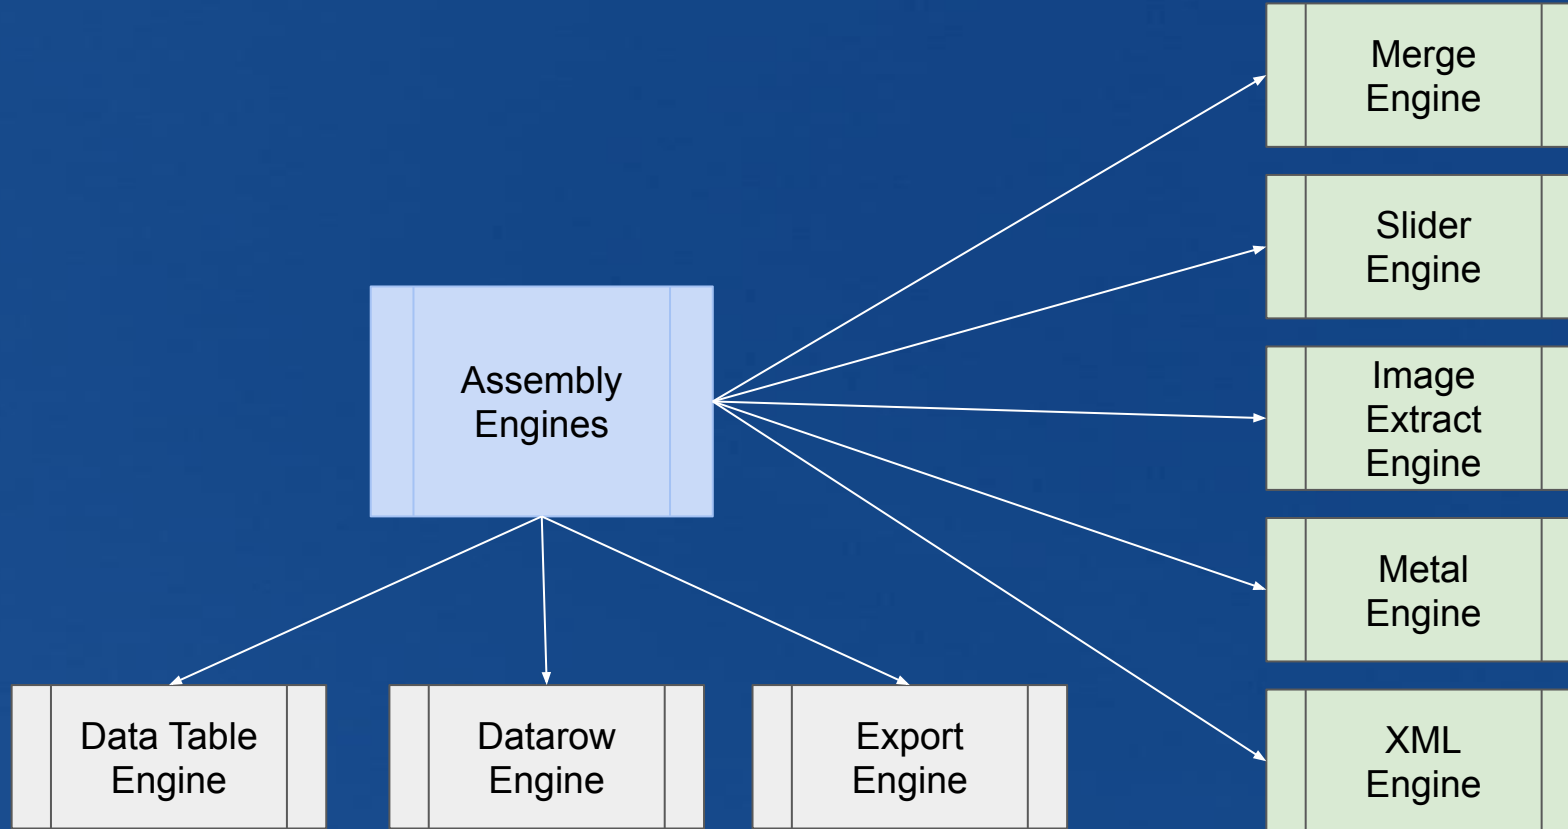 Merge
Engine
Slider
Engine
Assembly
Engines
Image
Extract
Engine
Metal
Engine
Data Table
Engine
Datarow
Engine
Export
Engine
XML
Engine